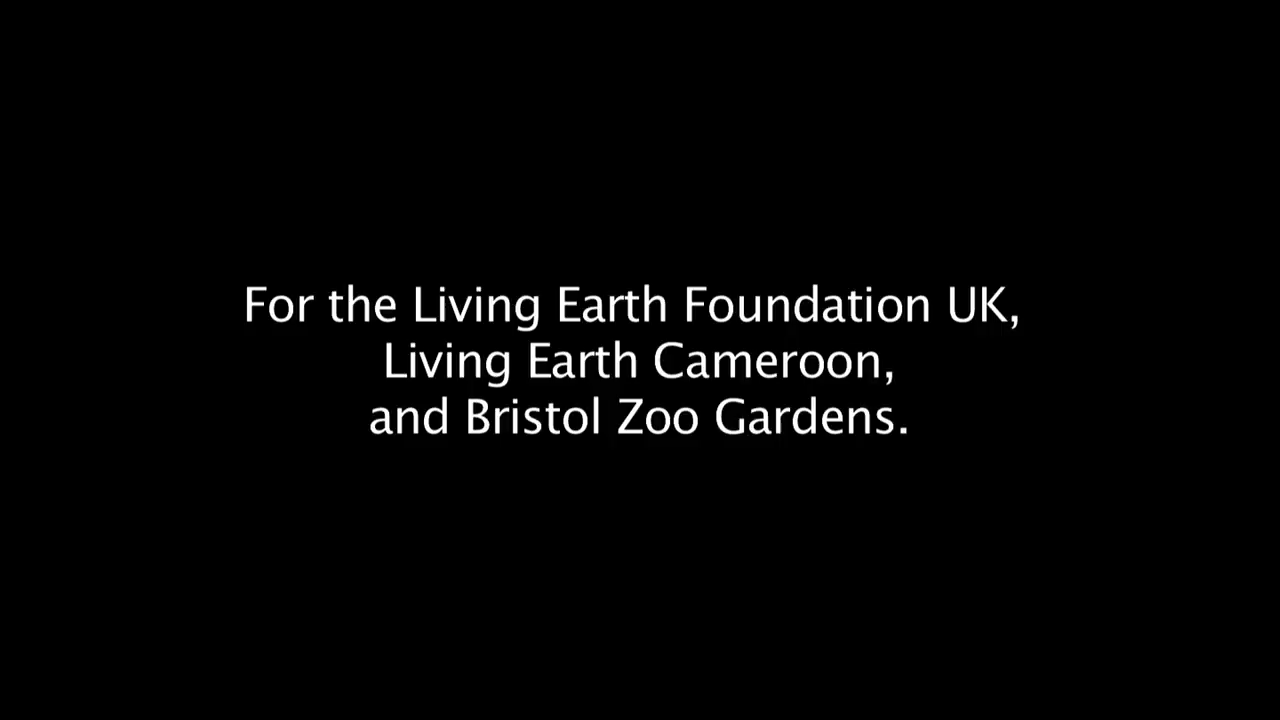 For the Living Earth Foundation UK,
Living Earth Cameroon,
and Bristol Zoo Gardens.